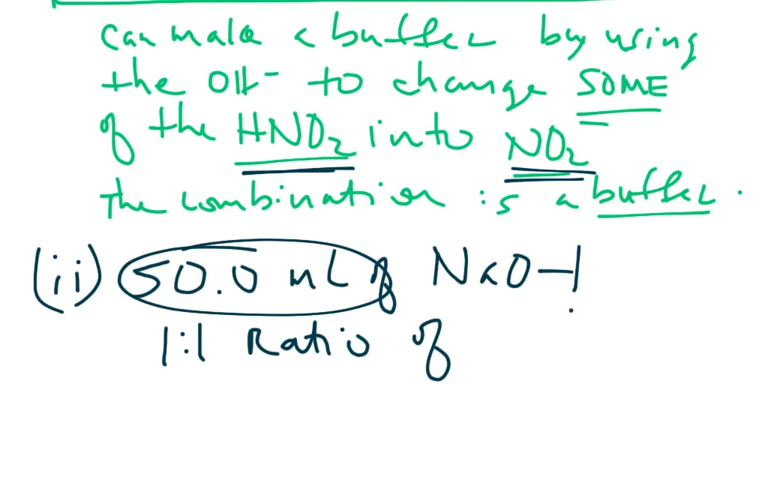 can make a buffer by using
the OH- to change SOME
of the HNO2 into NO2
The combination is a buffer.
(ii) 50.0 mL of NaOH.
1:1 Ratio of